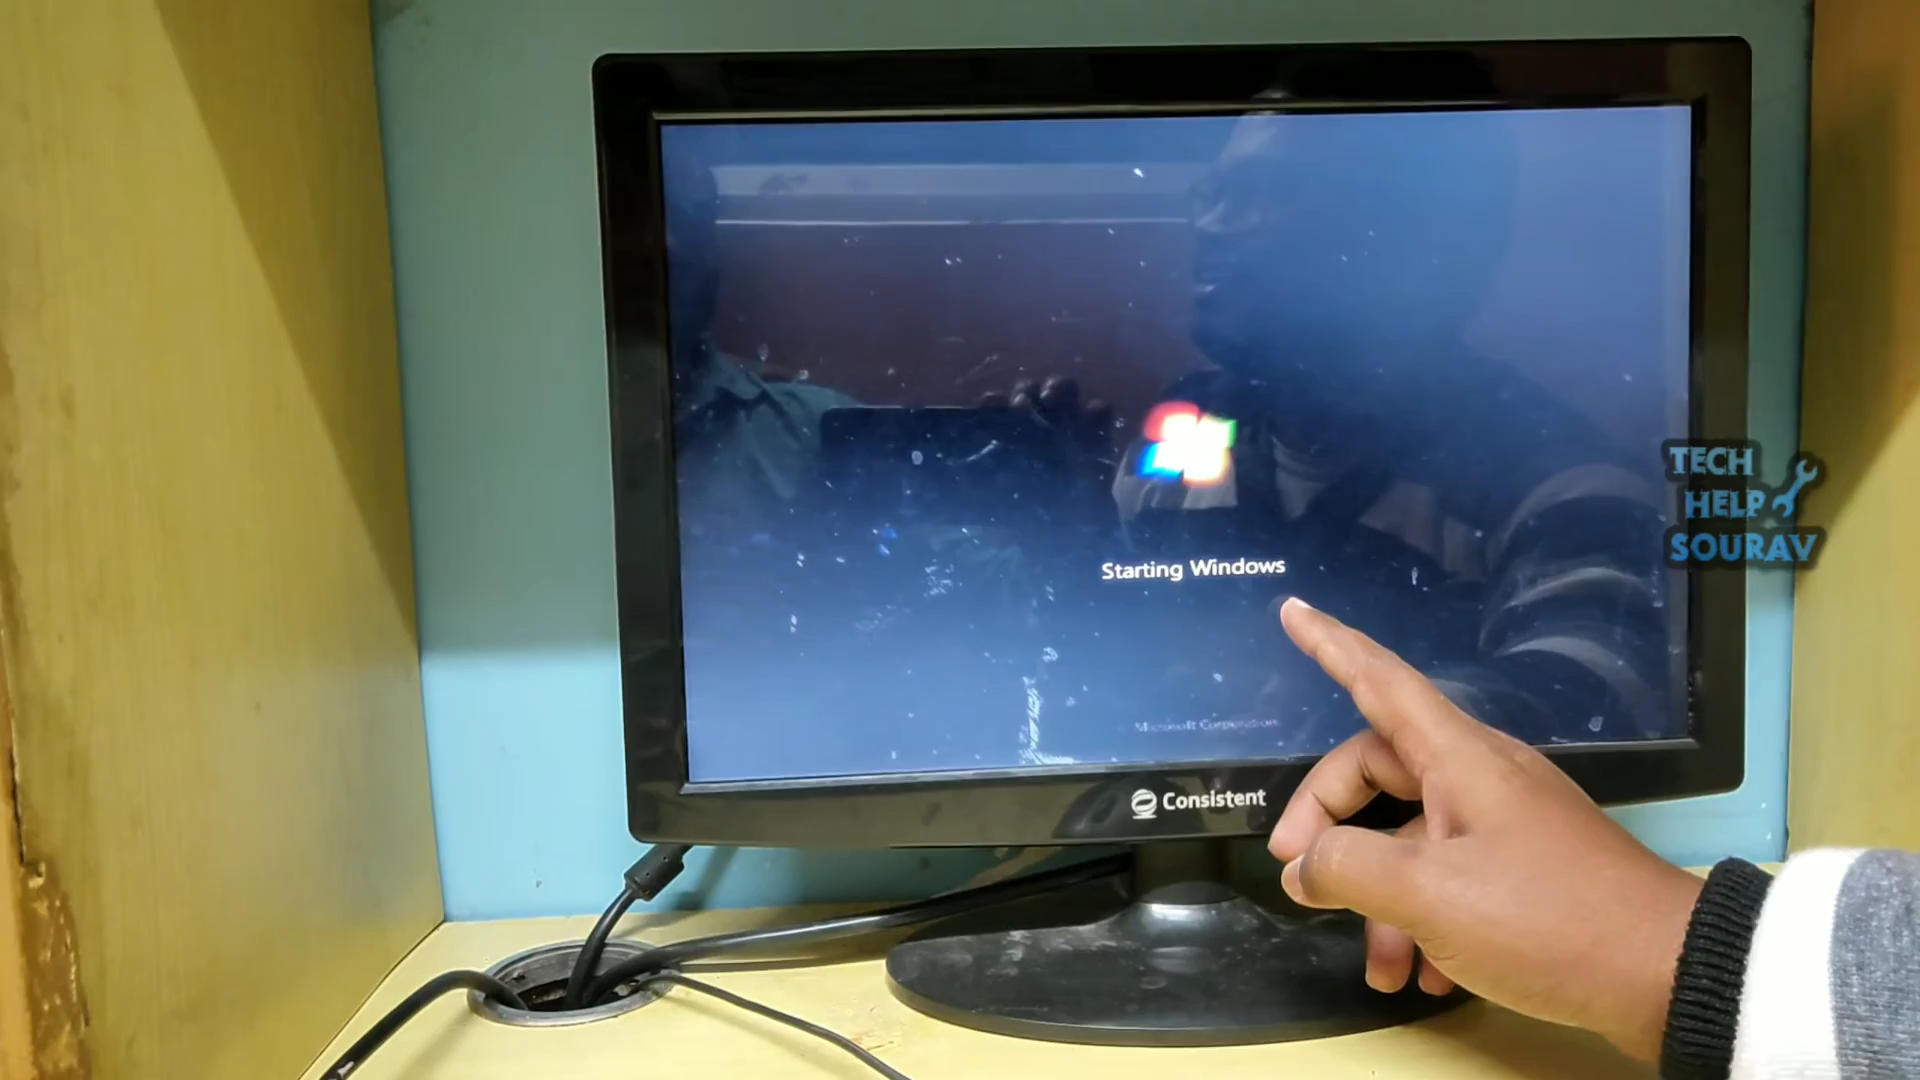 Starting Windows
Microsoft Corporation
Consistent
TECH
HELP
SOURAV